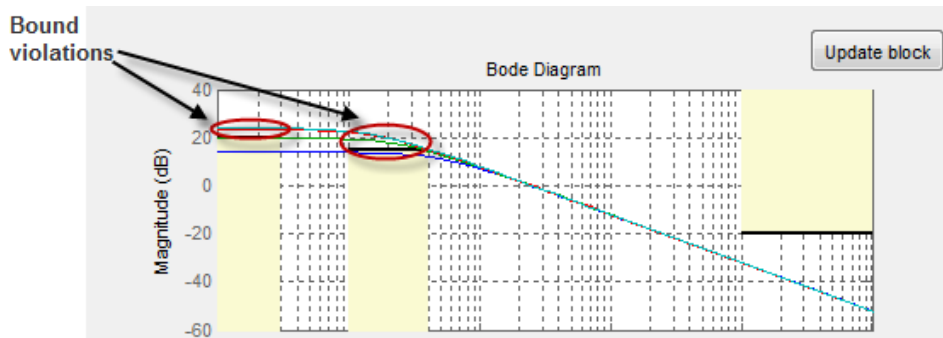 Bound
violations
Update block
Bode Diagram
Magnitude (dB)
40
20
0
-20
-40
-60